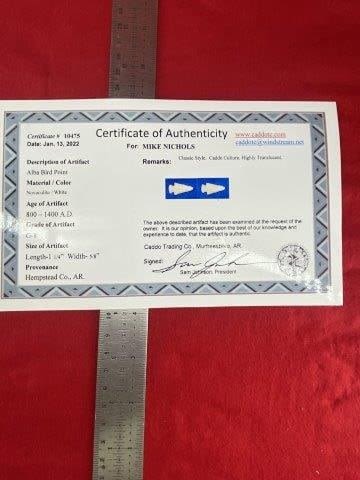 Certificate # 10475
Date: Jan. 13, 2022
Certificate of Authenticity
For: MIKE NICHOLS
www.caddotc.com
caddotc@windstream.net
Description of Artifact
Alba Bird Point
Material / Color
Novaculite / White
Age of Artifact
800 – 1400 A.D.
Grade of Artifact
G-8
Size of Artifact
Length-1 1/4" Width- 5/8"
Provenance
Hempstead Co., AR.
Remarks: Classic Style, Caddo Culture, Highly Translucent.
The above described artifact has been examined at the request of the
owner. It is our opinion, based upon the best of our knowledge and
experience to date, that the artifact is authentic.
Caddo Trading Co., Murfreesboro, AR.
Signed:
Sam Johnson, President